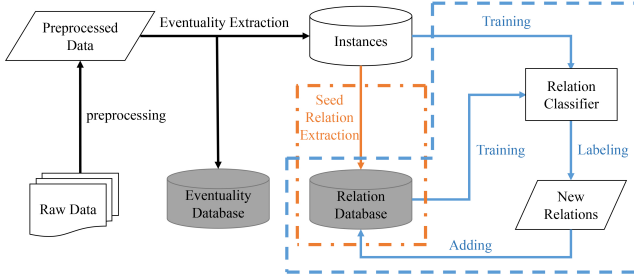 Preprocessed
Data
Eventuality Extraction
Instances
Training
preprocessing
Seed
Relation
Extraction
Relation
Classifier
Training
Labeling
Raw Data
Eventuality
Database
Relation
Database
New
Relations
Adding